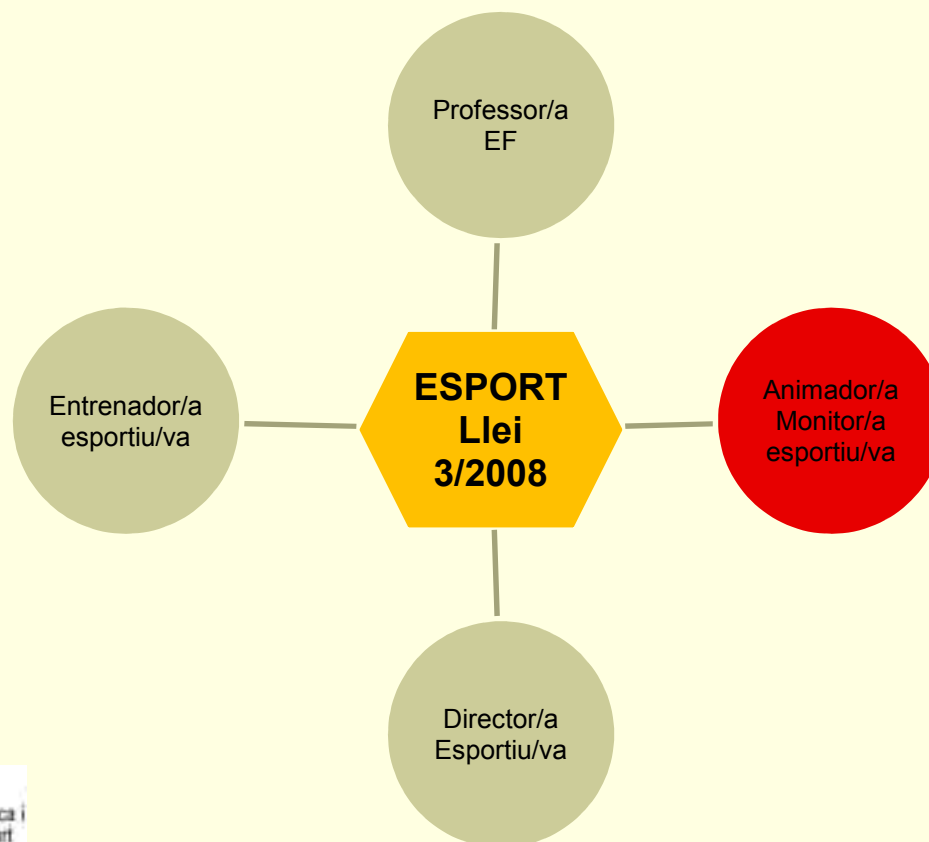 Professor/a
EF
Entrenador/a
esportiu/va
ESPORT
Llei
3/2008
Animador/a
Monitor/a
esportiu/va
Director/a
Esportiu/va